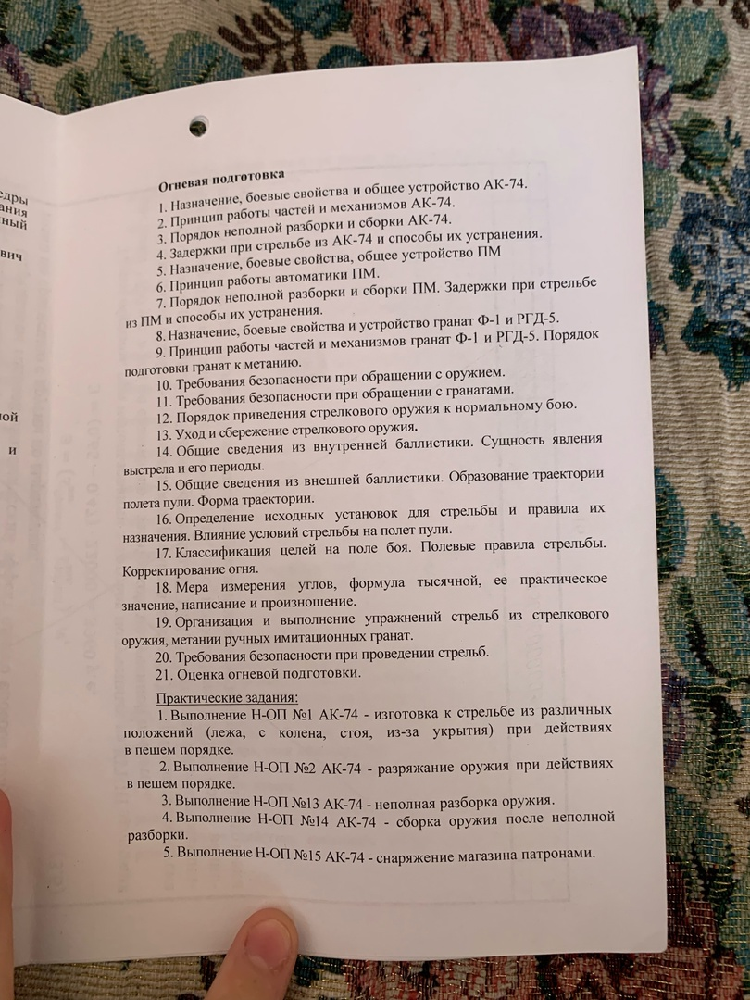 едры
ания
ный
вич
ной
и
Огневая подготовка
1. Назначение, боевые свойства и общее устройство АК-74.
2. Принцип работы частей и механизмов АК-74.
3. Порядок неполной разборки и сборки АК-74.
4. Задержки при стрельбе из АК-74 и способы их устранения.
5. Назначение, боевые свойства, общее устройство ПМ
6. Принцип работы автоматики ПМ.
7. Порядок неполной разборки и сборки ПМ. Задержки при стрельбе
из ПМ и способы их устранения.
8. Назначение, боевые свойства и устройство гранат Ф-1 и РГД-5.
9. Принцип работы частей и механизмов гранат Ф-1 и РГД-5. Порядок
подготовки гранат к метанию.
10. Требования безопасности при обращении с оружием.
11. Требования безопасности при обращении с гранатами.
12. Порядок приведения стрелкового оружия к нормальному бою.
13. Уход и сбережение стрелкового оружия.
14. Общие сведения из внутренней баллистики. Сущность явления
выстрела и его периоды.
15. Общие сведения из внешней баллистики. Образование траектории
полета пули. Форма траектории.
16. Определение исходных установок для стрельбы и правила их
назначения. Влияние условий стрельбы на полет пули.
17. Классификация целей на поле боя. Полевые правила стрельбы.
Корректирование огня.
18. Мера измерения углов, формула тысячной, ее практическое
значение, написание и произношение.
19. Организация и выполнение упражнений стрельб из стрелкового
оружия, метании ручных имитационных гранат.
20. Требования безопасности при проведении стрельб.
21. Оценка огневой подготовки.
Практические задания:
1. Выполнение Н-ОП №1 АК-74 - изготовка к стрельбе из различных
положений (лежа, с колена, стоя, из-за укрытия) при действиях
в пешем порядке.
2. Выполнение Н-ОП №2 АК-74 - разряжание оружия при действиях
в пешем порядке.
3. Выполнение Н-ОП №13 АК-74 - неполная разборка оружия.
4. Выполнение Н-ОП №14 АК-74 - сборка оружия после неполной
разборки.
5. Выполнение Н-ОП №15 АК-74 - снаряжение магазина патронами.